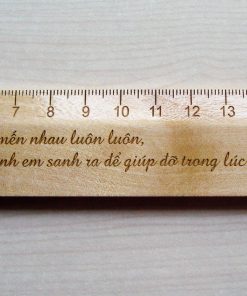 7 8 9 10 11 12 13
mến nhau luôn luôn,
nh em sanh ra để giúp đỡ trong lúc